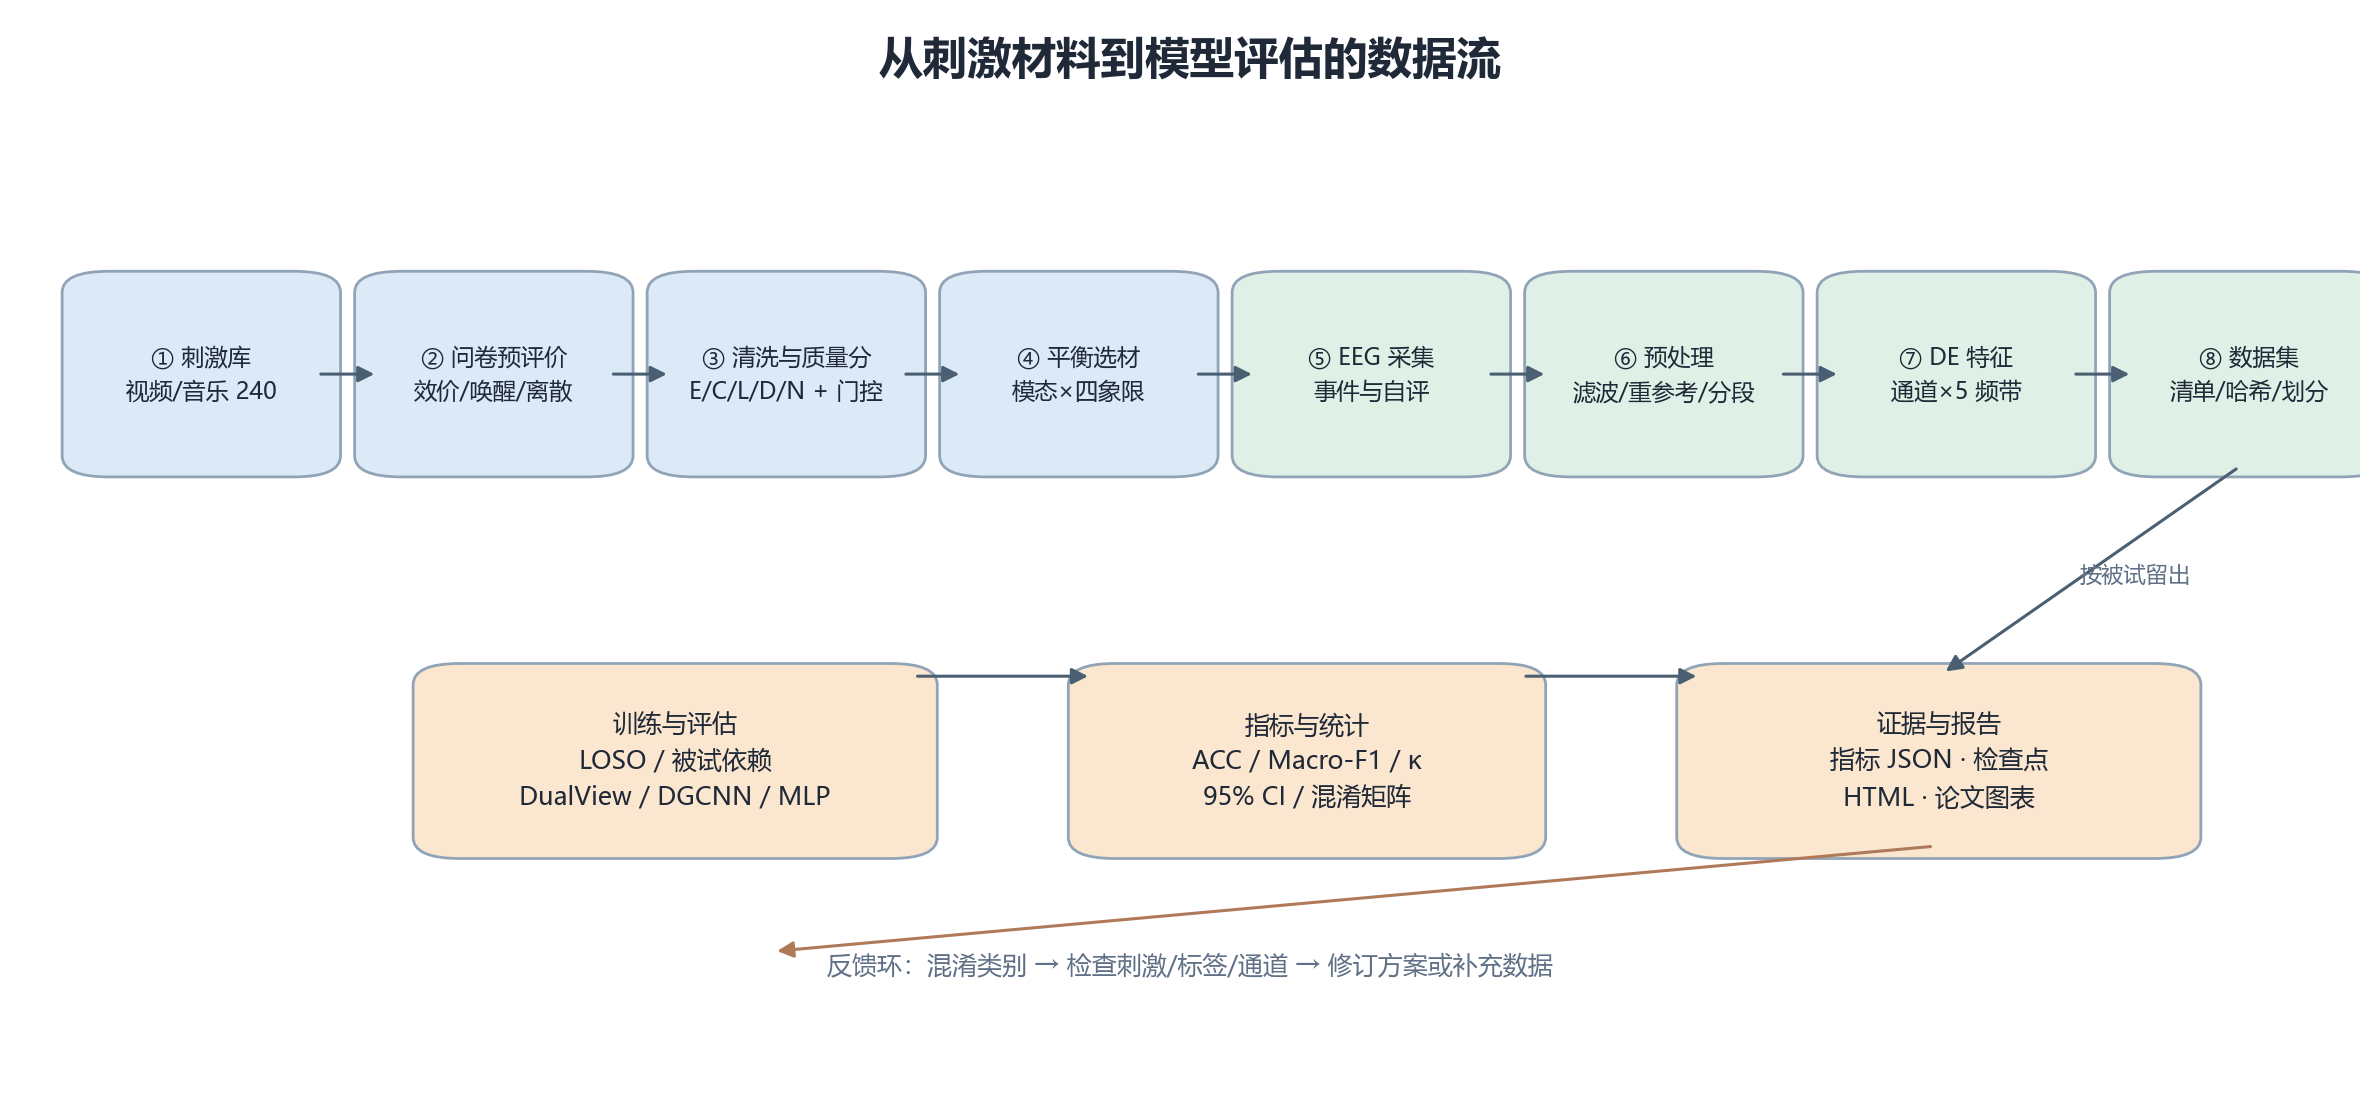 从刺激材料到模型评估的数据流
① 刺激库
视频/音乐 240
② 问卷预评价
效价/唤醒/离散
③ 清洗与质量分
E/C/L/D/N + 门控
④ 平衡选材
模态×四象限
⑤ EEG 采集
事件与自评
⑥ 预处理
滤波/重参考/分段
⑦ DE 特征
通道×5 频带
⑧ 数据集
清单/哈希/划分
按被试留出
训练与评估
LOSO / 被试依赖
DualView / DGCNN / MLP
指标与统计
ACC / Macro-F1 / κ
95% CI / 混淆矩阵
证据与报告
指标 JSON · 检查点
HTML · 论文图表
反馈环：混淆类别 → 检查刺激/标签/通道 → 修订方案或补充数据